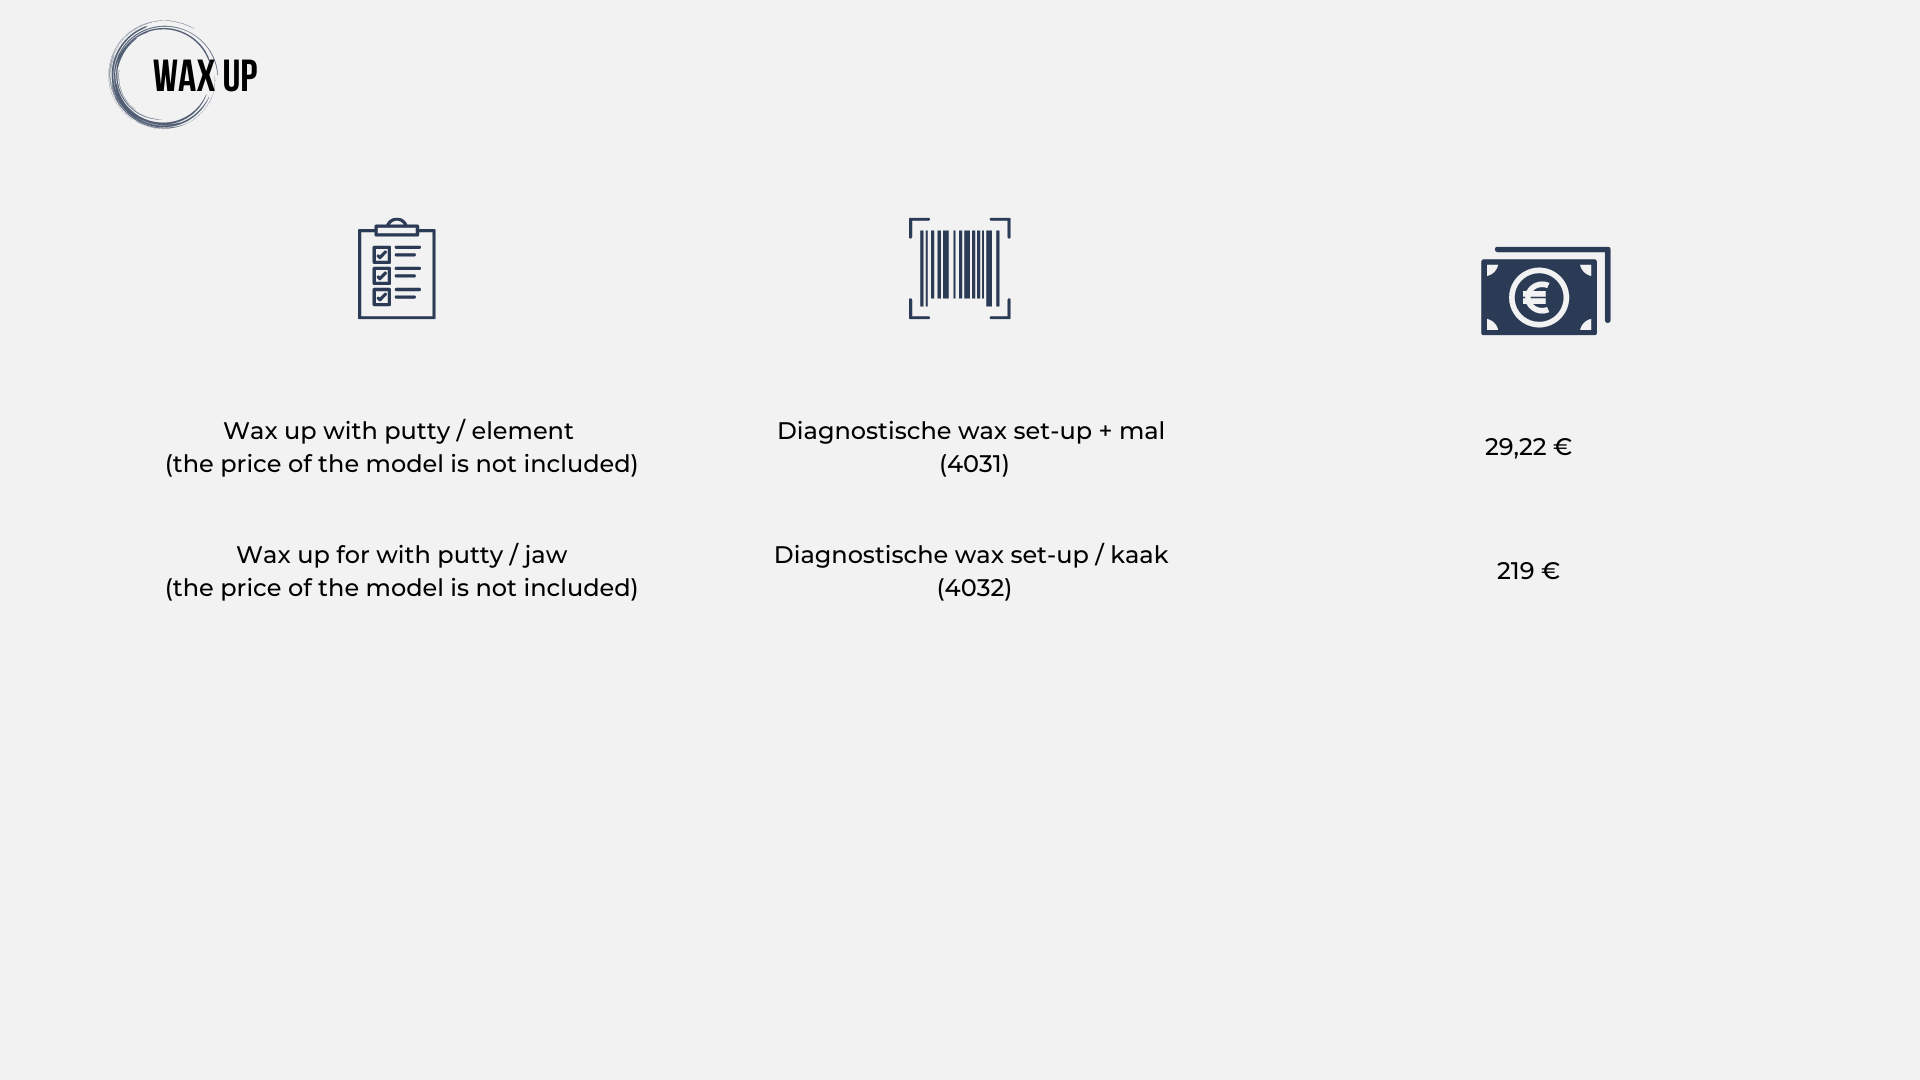 WAX UP
Wax up with putty / element
(the price of the model is not included)
Diagnostische wax set-up + mal
(4031)
29,22 €
Wax up for with putty / jaw
(the price of the model is not included)
Diagnostische wax set-up / kaak
(4032)
219 €